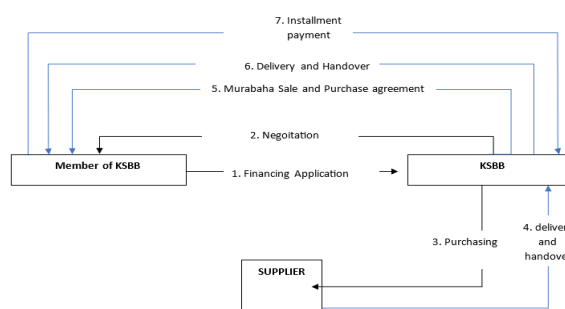 7. Installment
payment
6. Delivery and Handover
5. Murabaha Sale and Purchase agreement
2. Negoitation
Member of KSBB
KSBB
1. Financing Application
3. Purchasing
4. deliver
and
handove
SUPPLIER